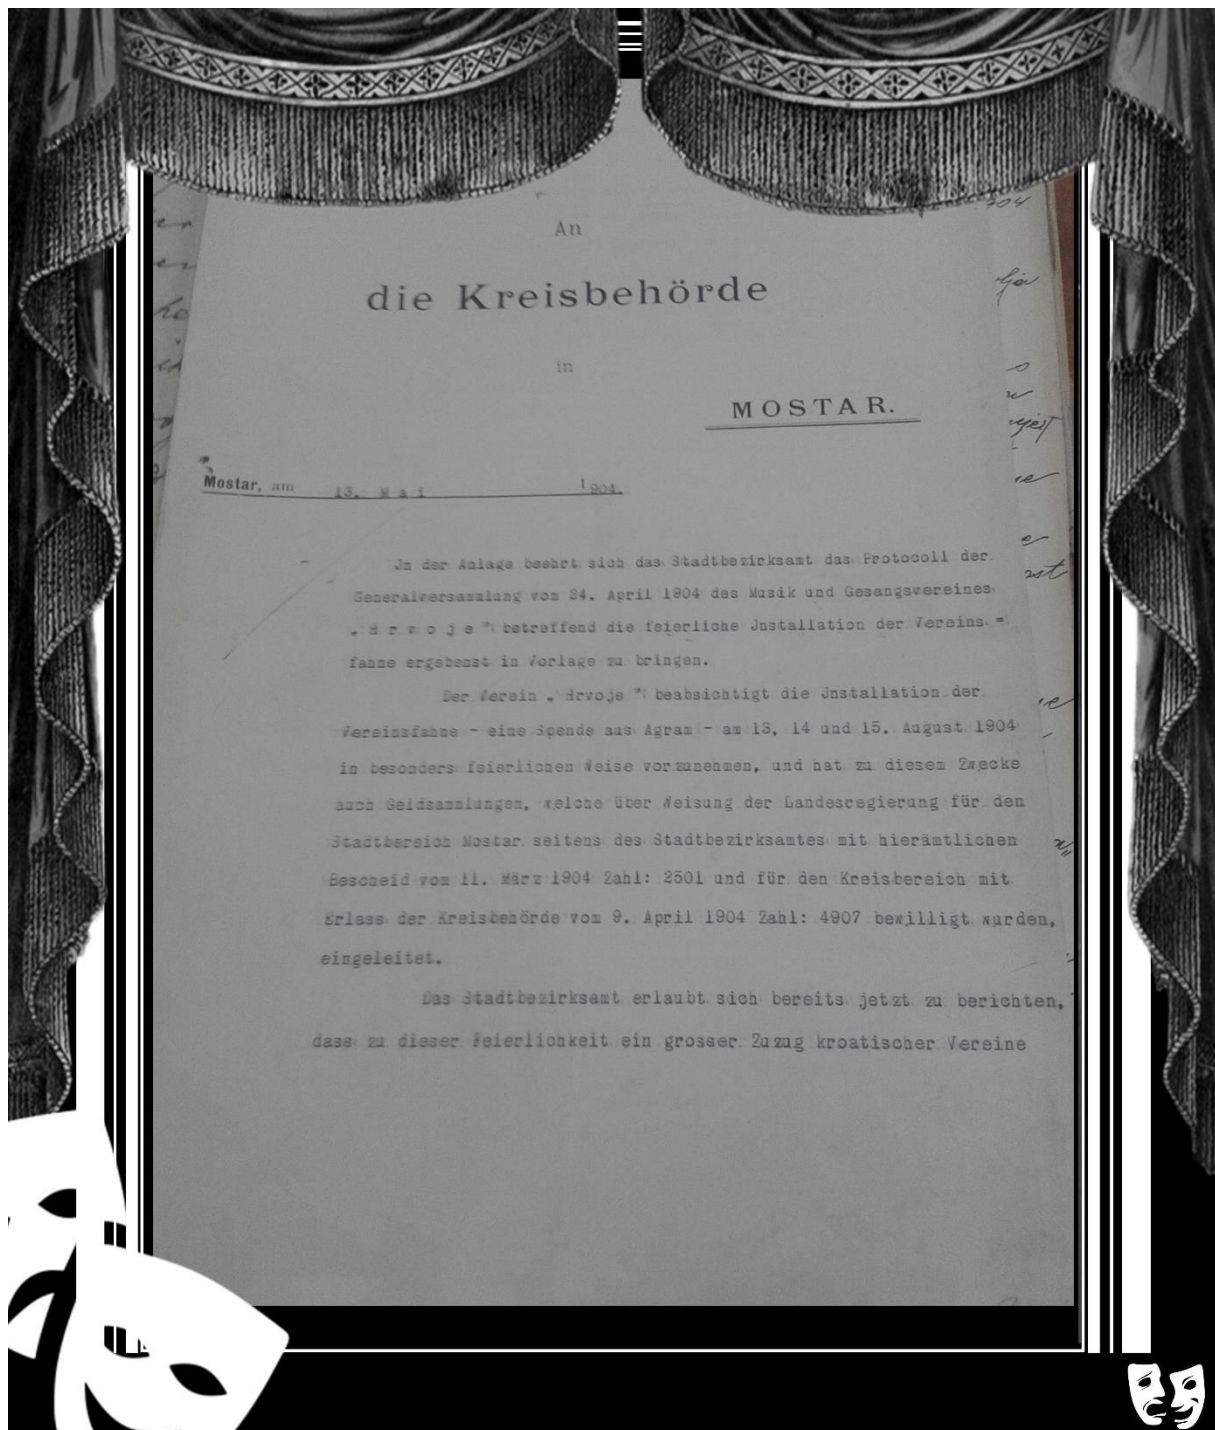 An
die Kreisbehörde
in
MOSTAR.
Mostar, am 13. Mai 1904.
Jn der Anlage beehrt sich das Stadtbezirksamt das Protocoll der
Generalversammlung vom 24. April 1904 des Musik und Gesangsvereines
„Hrvoje" betreffend die feierliche Jnstallation der Vereins =
fahne ergebenst in Vorlage zu bringen.
Der Verein „Hrvoje" beabsichtigt die Jnstallation der
Vereinsfahne - eine Spende aus Agram - am 13, 14 und 15. August 1904
in besonders feierlichen Weise vorzunehmen, und hat zu diesem Zwecke
auch Geldsammlungen, welche über Weisung der Landesregierung für den
Stadtbereich Mostar seitens des Stadtbezirksamtes mit hierämtlichen
Bescheid vom 11. März 1904 Zahl: 2501 und für den Kreisbereich mit
Erlass der Kreisbehörde vom 9. April 1904 Zahl: 4907 bewilligt wurden,
eingeleitet.
Das Stadtbezirksamt erlaubt sich bereits jetzt zu berichten,
dass zu dieser Feierlichkeit ein grosser Zuzug kroatischer Vereine